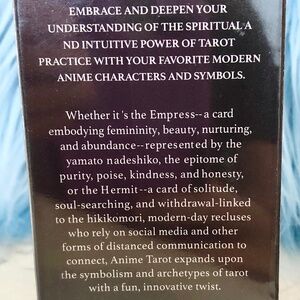 EMBRACE AND DEEPEN YOUR
UNDERSTANDING OF THE SPIRITUAL A
ND INTUITIVE POWER OF TAROT
PRACTICE WITH YOUR FAVORITE MODERN
ANIME CHARACTERS AND SYMBOLS.
Whether it's the Empress--a card
embodying femininity, beauty, nurturing,
and abundance--represented by the
yamato nadeshiko, the epitome of
purity, poise, kindness, and honesty,
or the Hermit--a card of solitude,
soul-searching, and withdrawal-linked
to the hikikomori, modern-day recluses
who rely on social media and other
forms of distanced communication to
connect, Anime Tarot expands upon
the symbolism and archetypes of tarot
with a fun, innovative twist.